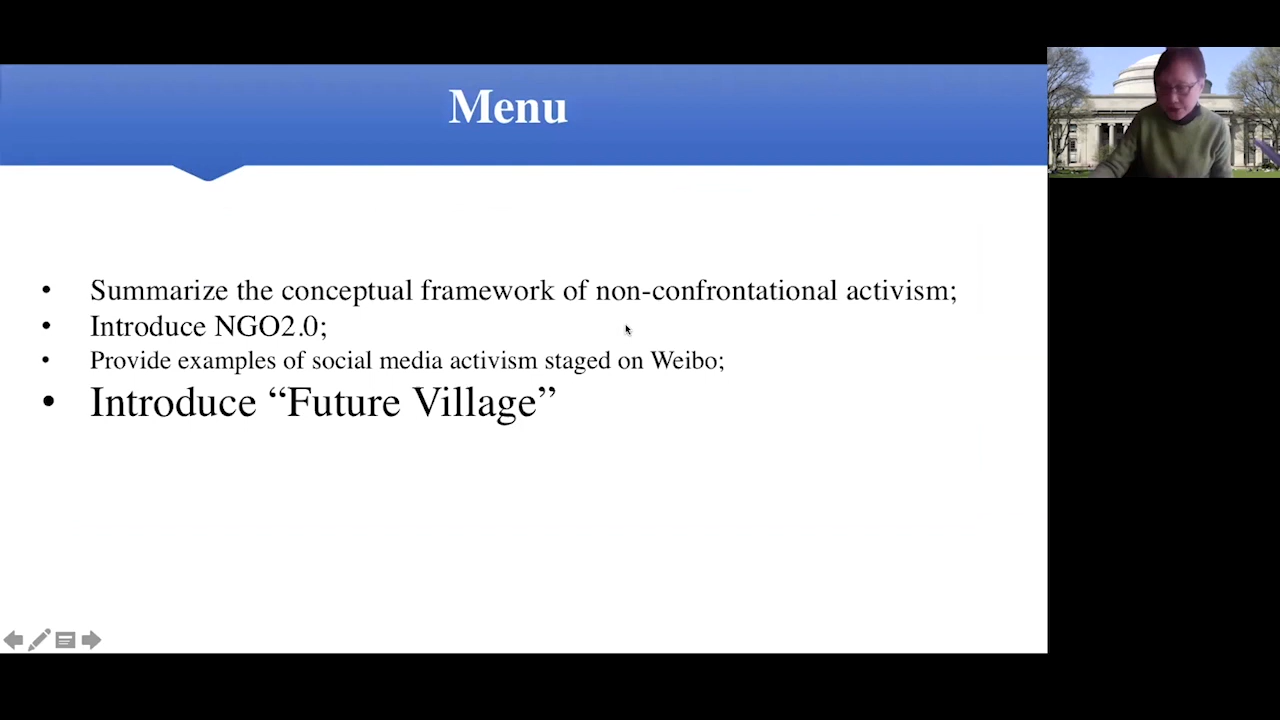 Menu
• Summarize the conceptual framework of non-confrontational activism;
• Introduce NGO2.0;
• Provide examples of social media activism staged on Weibo;
• Introduce “Future Village”